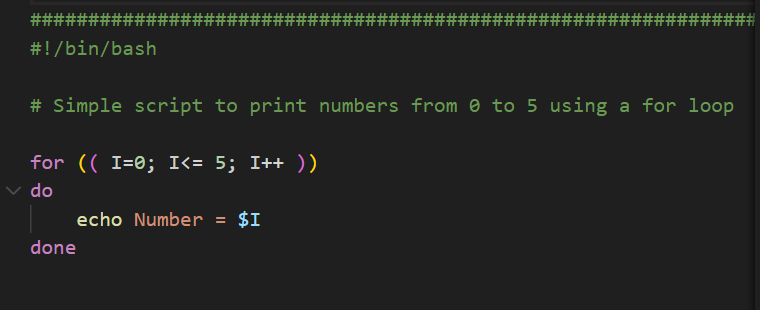 ###############################################################
#!/bin/bash
# Simple script to print numbers from 0 to 5 using a for loop
for (( I=0; I<= 5; I++ ))
do
    echo Number = $I
done